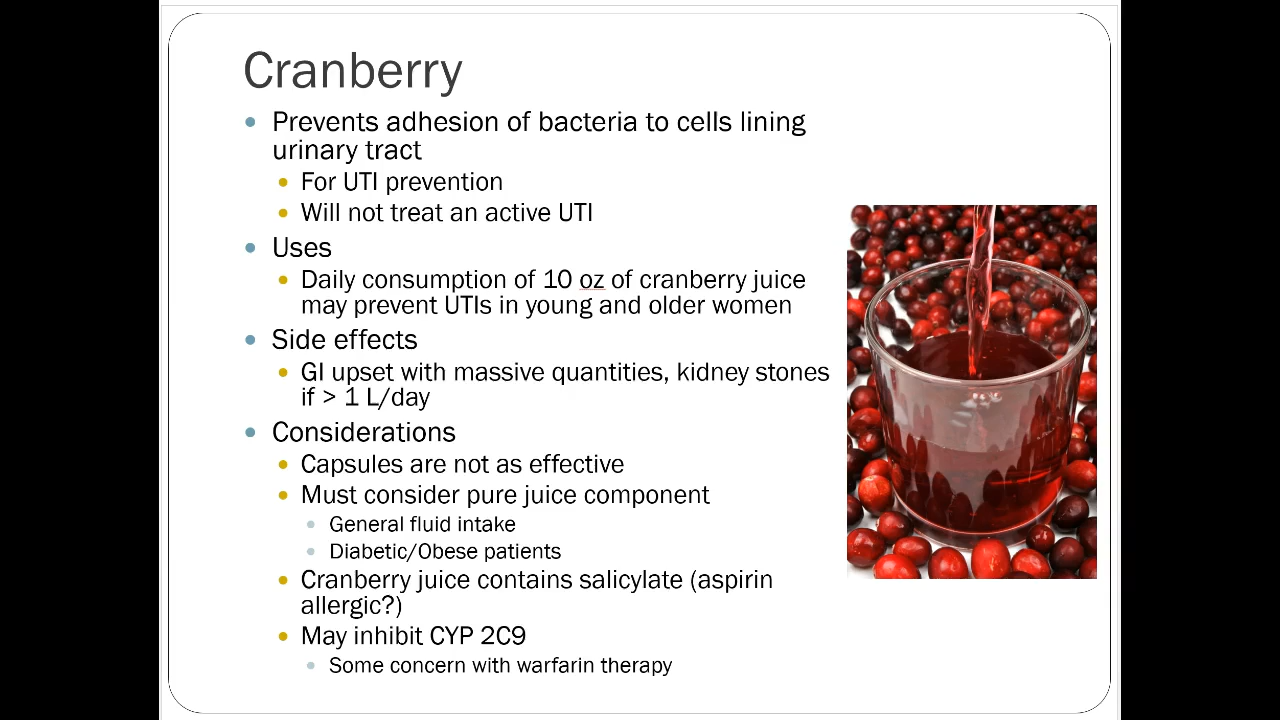 Cranberry
Prevents adhesion of bacteria to cells lining
urinary tract
For UTI prevention
Will not treat an active UTI
Uses
Daily consumption of 10 oz of cranberry juice
may prevent UTIs in young and older women
Side effects
GI upset with massive quantities, kidney stones
if > 1 L/day
Considerations
Capsules are not as effective
Must consider pure juice component
General fluid intake
Diabetic/Obese patients
Cranberry juice contains salicylate (aspirin
allergic?)
May inhibit CYP 2C9
Some concern with warfarin therapy